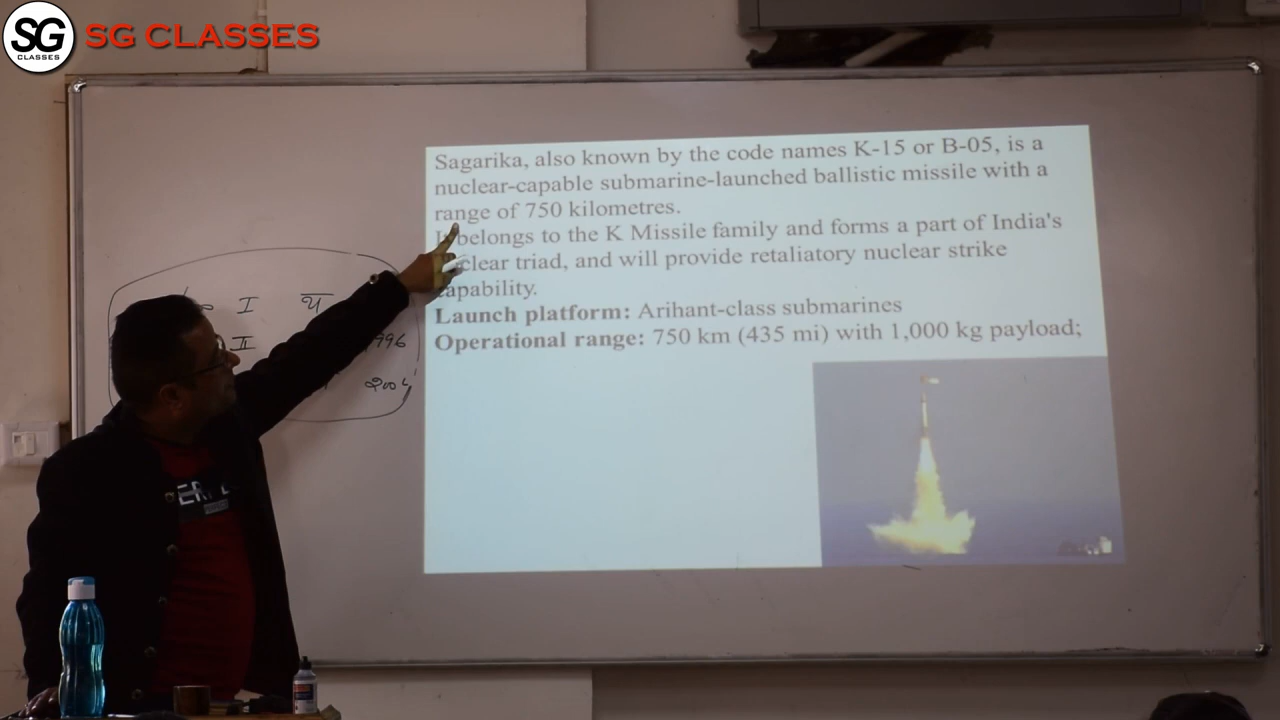 SG
CLASSES
SG CLASSES
Sagarika, also known by the code names K-15 or B-05, is a
nuclear-capable submarine-launched ballistic missile with a
range of 750 kilometres.
It belongs to the K Missile family and forms a part of India's
clear triad, and will provide retaliatory nuclear strike
capability.
Launch platform: Arihant-class submarines
Operational range: 750 km (435 mi) with 1,000 kg payload;
I
II
996